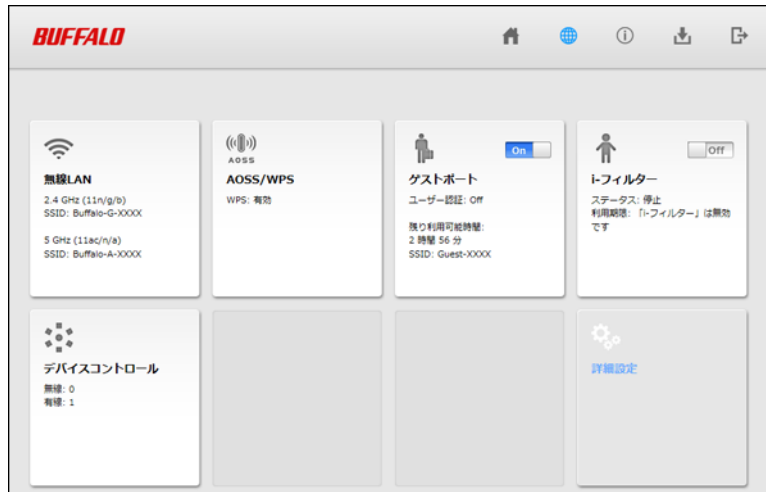 BUFFALO
無線LAN
2.4 GHz (11n/g/b)
SSID: Buffalo-G-XXXX
5 GHz (11ac/n/a)
SSID: Buffalo-A-XXXX
AOSS
AOSS/WPS
WPS: 有効
On
ゲストポート
ユーザー認証: Off
残り利用可能時間:
2 時間 56 分
SSID: Guest-XXXX
Off
i-フィルター
ステータス: 停止
利用期限: 「i-フィルター」は無効
です
デバイスコントロール
無線: 0
有線: 1
詳細設定